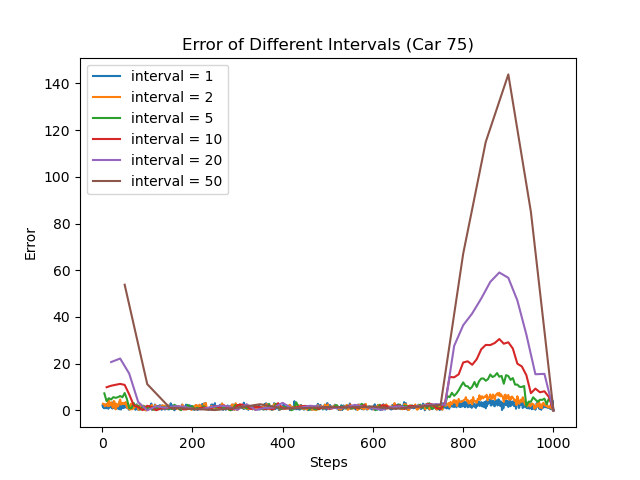 Error of Different Intervals (Car 75)
interval = 1
interval = 2
interval = 5
interval = 10
interval = 20
interval = 50
Error
140
120
100
80
60
40
20
0
0 200 400 600 800 1000
Steps